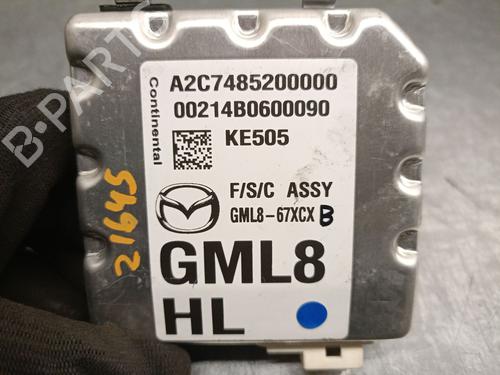 A2C7485200000
00214B0600090
Continental
KE505
F/S/C ASSY
GML8-67XCX B
GML8
HL
21645
B-PARTS